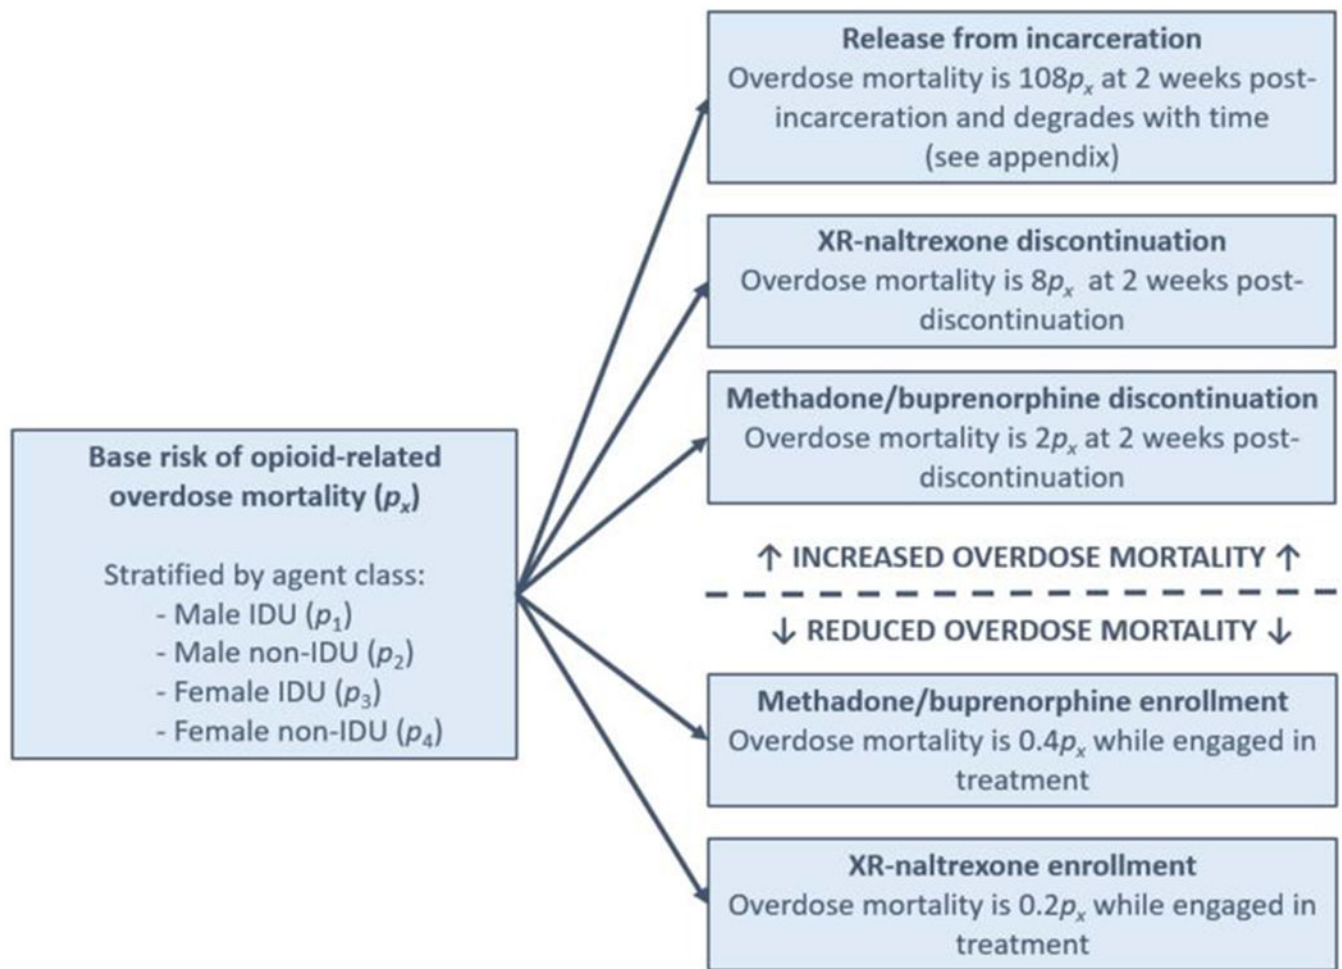 Base risk of opioid-related
overdose mortality (pₓ)
Stratified by agent class:
- Male IDU (p₁)
- Male non-IDU (p₂)
- Female IDU (p₃)
- Female non-IDU (p₄)
Release from incarceration
Overdose mortality is 108pₓ at 2 weeks post-
incarceration and degrades with time
(see appendix)
XR-naltrexone discontinuation
Overdose mortality is 8pₓ at 2 weeks post-
discontinuation
Methadone/buprenorphine discontinuation
Overdose mortality is 2pₓ at 2 weeks post-
discontinuation
↑ INCREASED OVERDOSE MORTALITY ↑
↓ REDUCED OVERDOSE MORTALITY ↓
Methadone/buprenorphine enrollment
Overdose mortality is 0.4pₓ while engaged in
treatment
XR-naltrexone enrollment
Overdose mortality is 0.2pₓ while engaged in
treatment